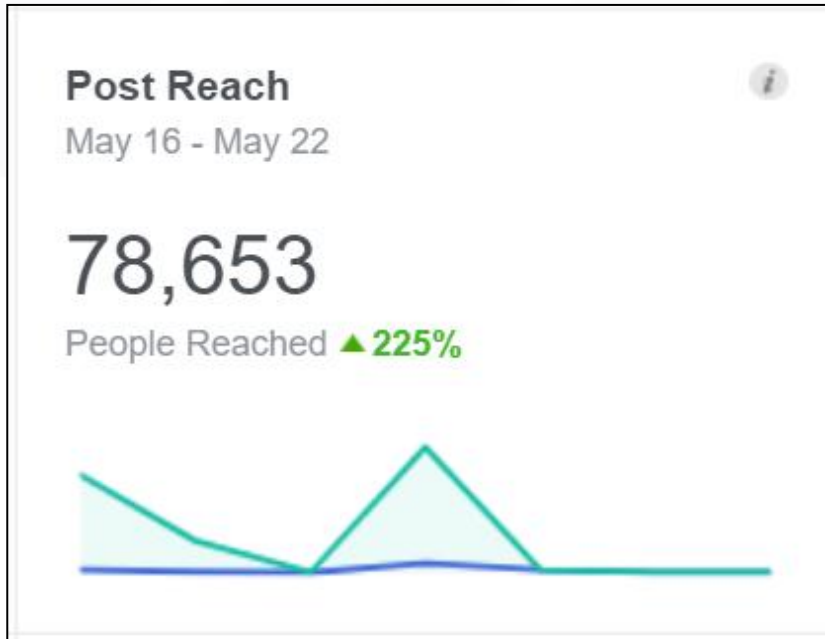 Post Reach
i
May 16 - May 22
78,653
People Reached ▲ 225%